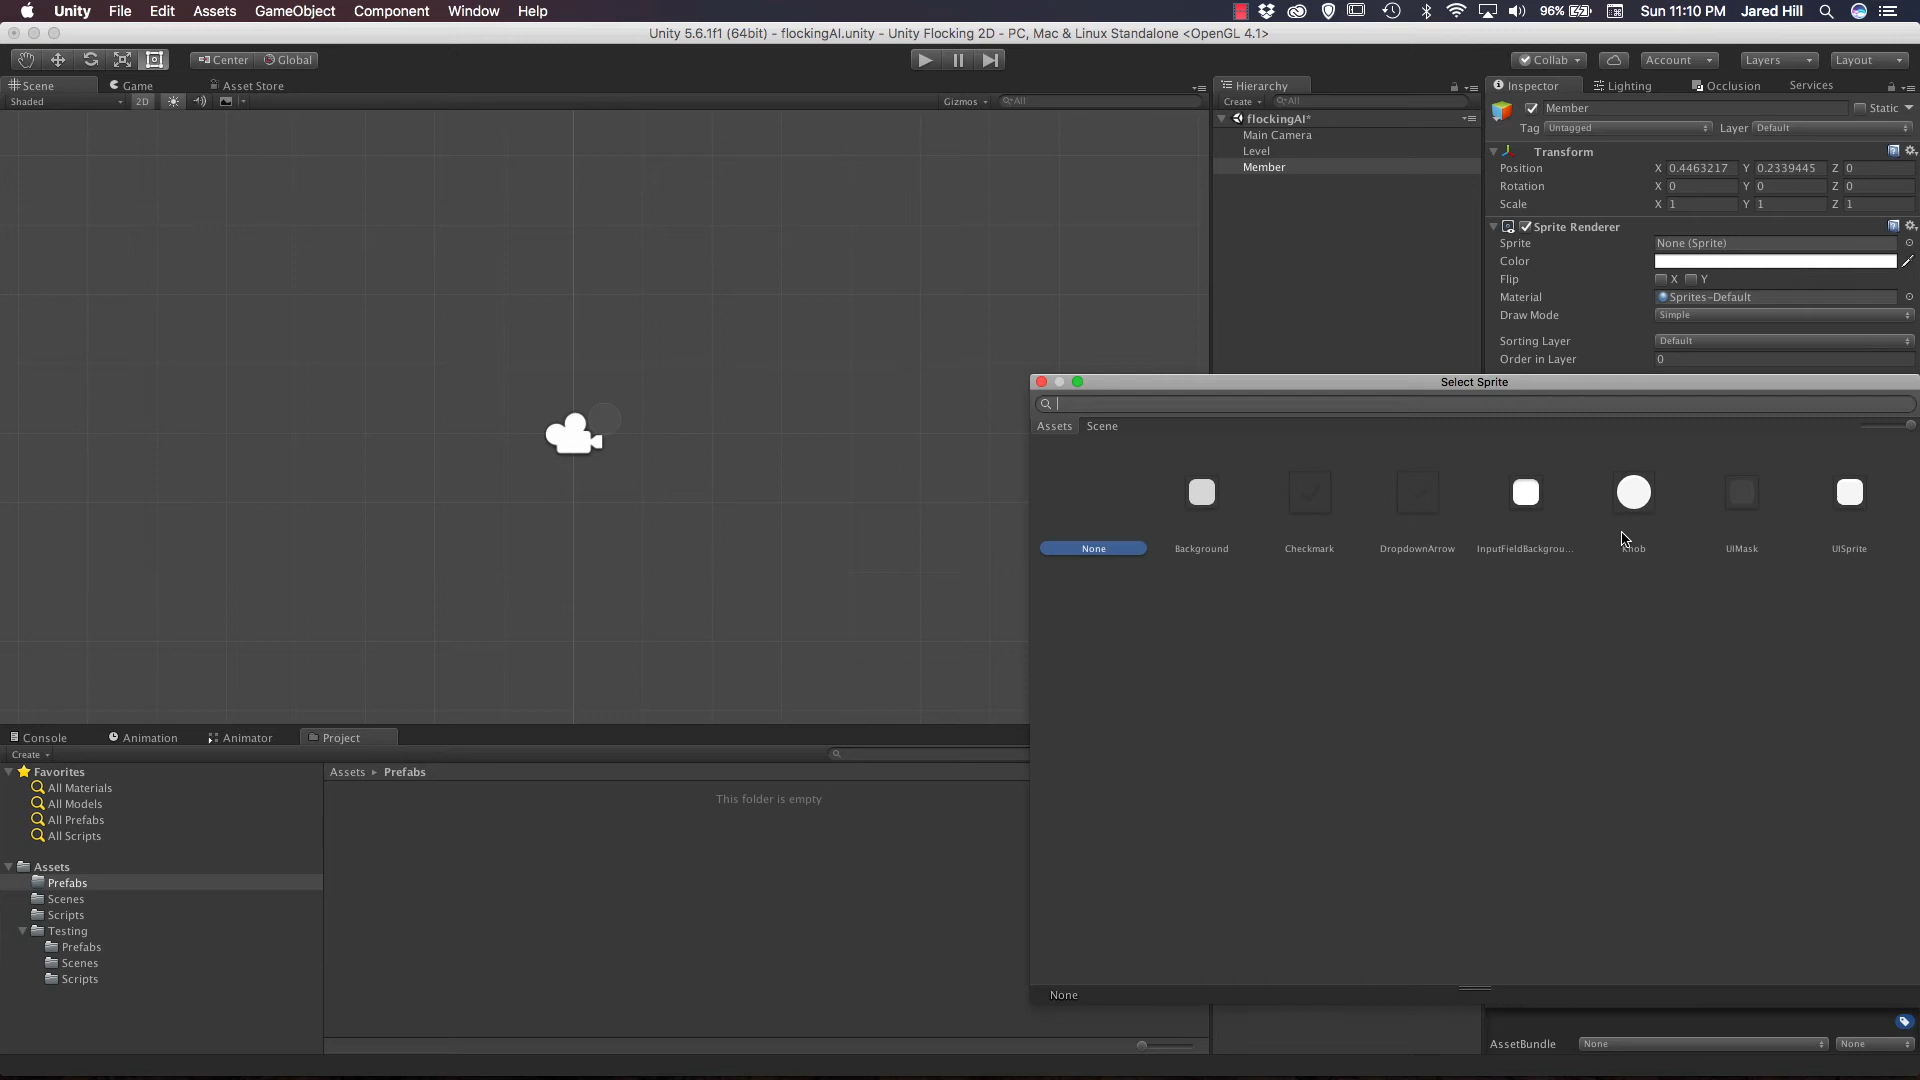 Unity File Edit Assets GameObject Component Window Help 96% Sun 11:10 PM Jared Hill
Unity 5.6.1f1 (64bit) - flockingAI.unity - Unity Flocking 2D - PC, Mac & Linux Standalone <OpenGL 4.1>
Center Global Collab Account Layers Layout
Scene Game Asset Store Hierarchy Inspector Lighting Occlusion Services
Shaded 2D Gizmos All Create All Member Static
flockingAI*
Tag Untagged Layer Default
Main Camera
Level
Member
Transform
Position X 0.4463217 Y 0.2339445 Z 0
Rotation X 0 Y 0 Z 0
Scale X 1 Y 1 Z 1
Sprite Renderer
Sprite None (Sprite)
Color
Flip X Y
Material Sprites-Default
Draw Mode Simple
Sorting Layer Default
Order in Layer 0
Select Sprite
Assets Scene
None Background Checkmark DropdownArrow InputFieldBackgrou... Knob UIMask UISprite
None
Console Animation Animator Project
Create
Favorites
All Materials
All Models
All Prefabs
All Scripts
Assets
Prefabs
Scenes
Scripts
Testing
Prefabs
Scenes
Scripts
Assets Prefabs
This folder is empty
AssetBundle None None